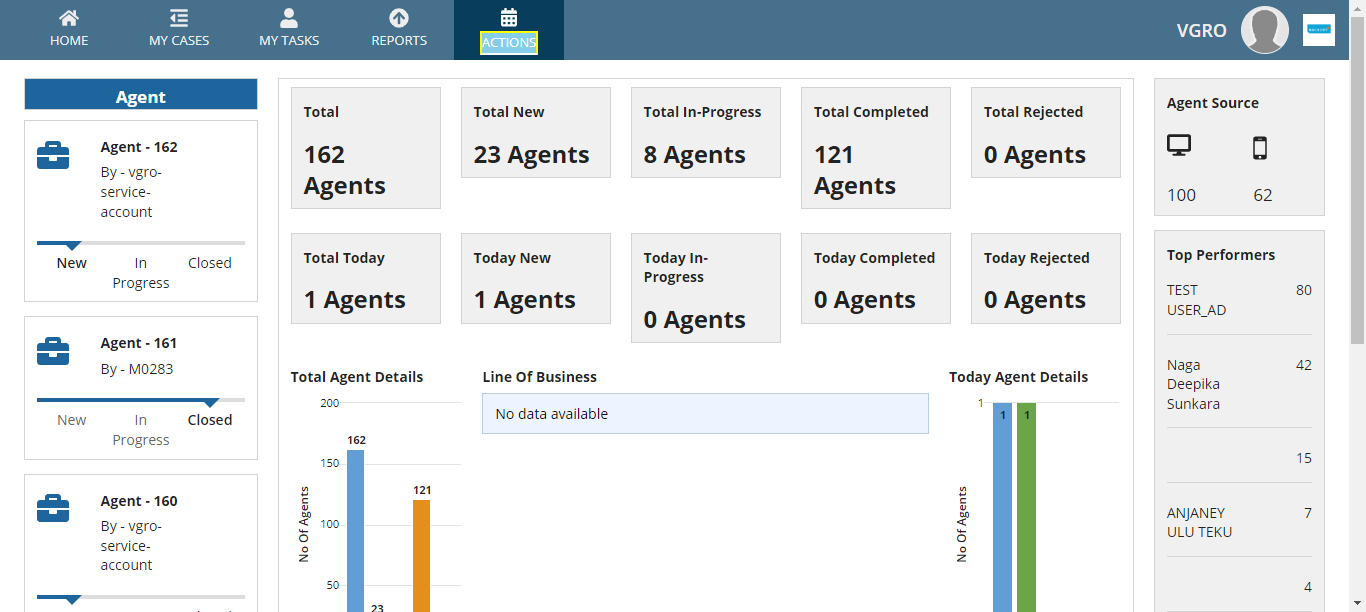 HOME
MY CASES
MY TASKS
REPORTS
ACTIONS
VGRO
Agent
Agent - 162
By - vgro-
service-
account
New
In
Progress
Closed
Agent - 161
By - M0283
New
In
Progress
Closed
Agent - 160
By - vgro-
service-
account
Closed
Total
162
Agents
Total New
23 Agents
Total In-Progress
8 Agents
Total Completed
121
Agents
Total Rejected
0 Agents
Total Today
1 Agents
Today New
1 Agents
Today In-
Progress
0 Agents
Today Completed
0 Agents
Today Rejected
0 Agents
Total Agent Details
200
150
100
50
No Of Agents
162
23
121
Line Of Business
No data available
Today Agent Details
1
No Of Agents
1
1
Agent Source
100
62
Top Performers
TEST
USER_AD
80
Naga
Deepika
Sunkara
42
15
ANJANEY
ULU TEKU
7
4